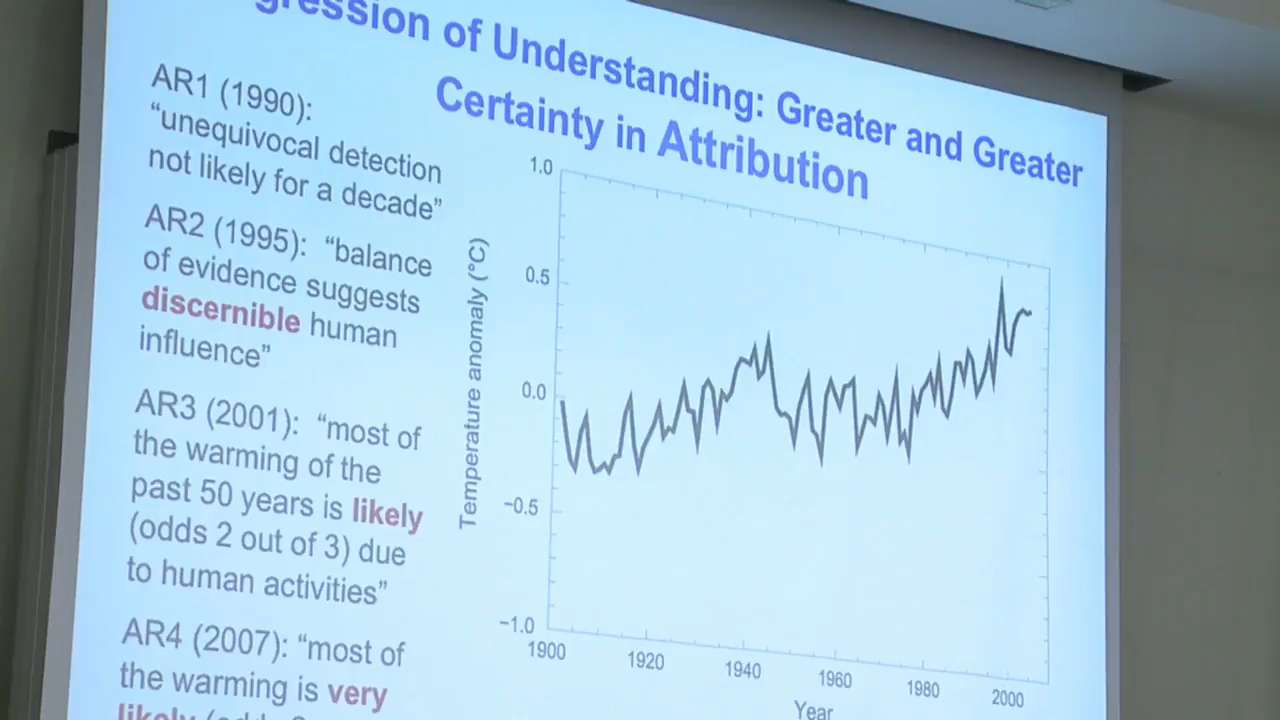 of Understanding: Greater and Greater
Certainty in Attribution
AR1 (1990):
“unequivocal detection
not likely for a decade”
AR2 (1995): “balance
of evidence suggests
discernible human
influence”
AR3 (2001): “most of
the warming of the
past 50 years is likely
(odds 2 out of 3) due
to human activities”
AR4 (2007): “most of
the warming is very
likely
Temperature anomaly (°C)
1.0
0.5
0.0
−0.5
−1.0
1900 1920 1940 1960 1980 2000
Year